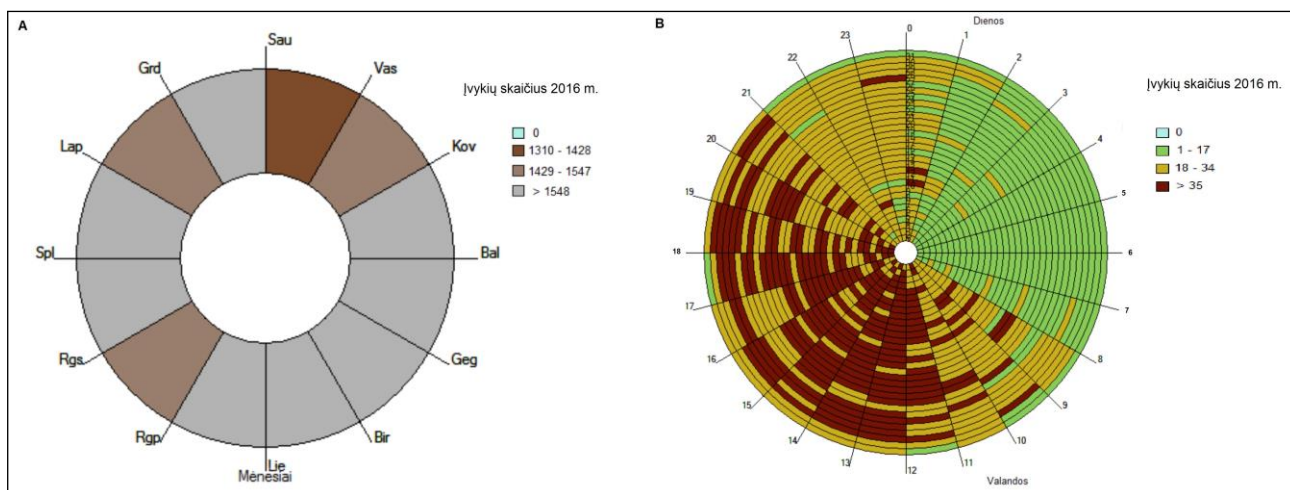 A
Sau
Vas
Kov
Bal
Geg
Bir
Lie
Mėnesiai
Rgp
Rgs
Spl
Lap
Grd
Įvykių skaičius 2016 m.
0
1310 - 1428
1429 - 1547
> 1548
B
Dienos
0
1
2
3
4
5
6
7
8
9
10
11
12
13
14
15
16
17
18
19
20
21
22
23
Valandos
Įvykių skaičius 2016 m.
0
1 - 17
18 - 34
> 35